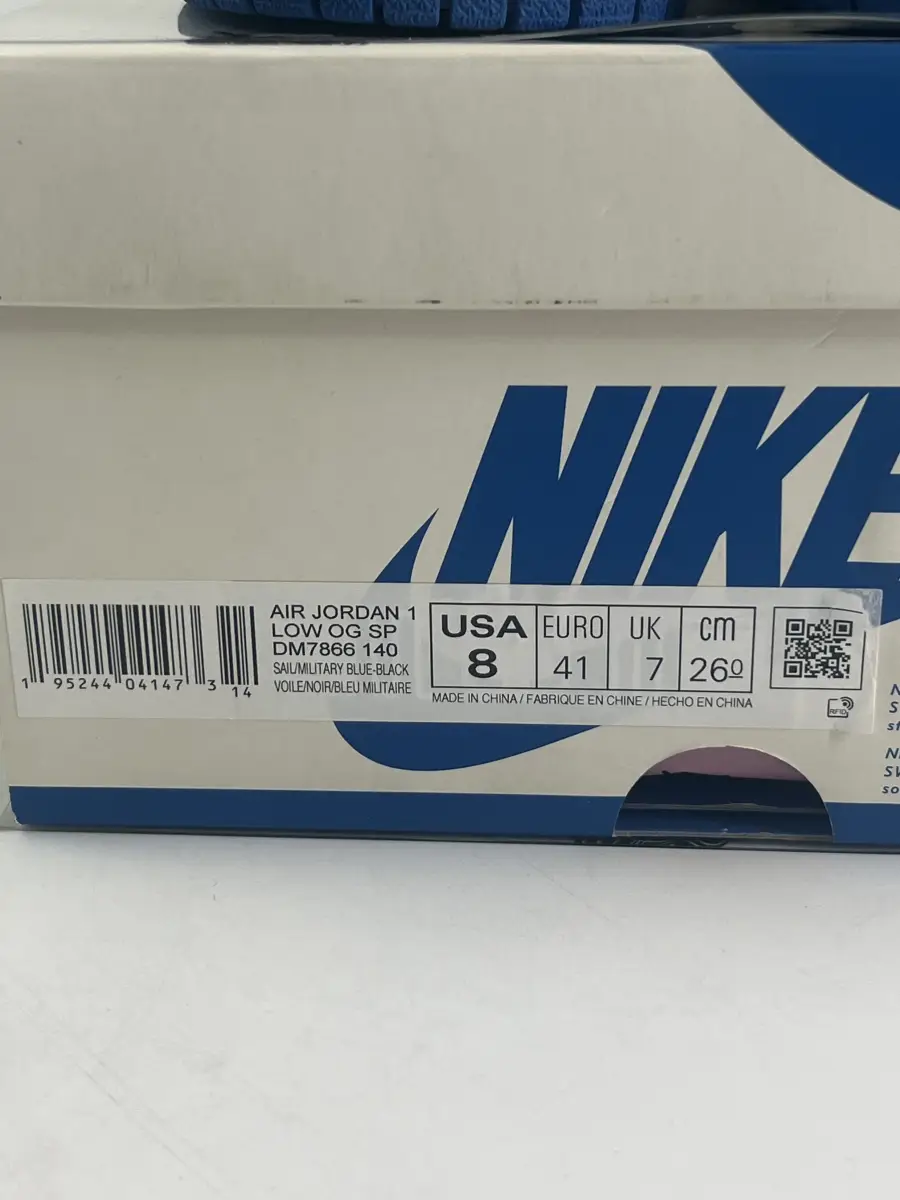 NIKE
AIR JORDAN 1
LOW OG SP
DM7866 140
SAIL/MILITARY BLUE-BLACK
VOILE/NOIR/BLEU MILITAIRE
1 95244 04147 3 14
USA EURO UK cm
8 41 7 26º
MADE IN CHINA / FABRIQUE EN CHINE / HECHO EN CHINA
RFID